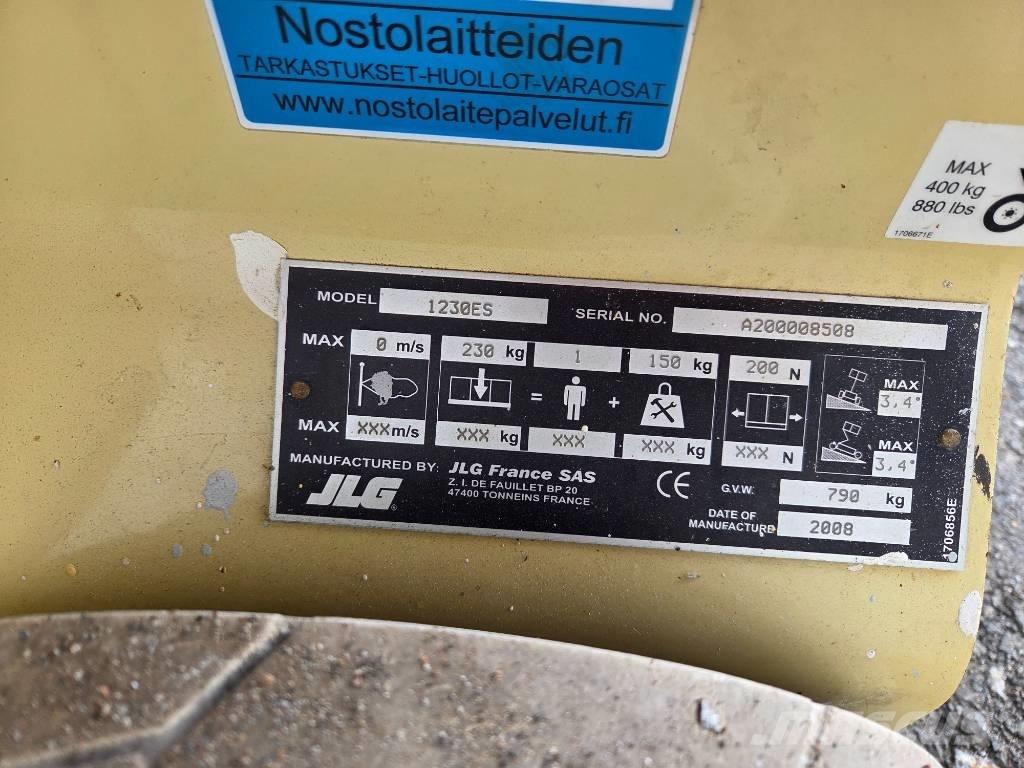 Nostolaitteiden
TARKASTUKSET-HUOLLOT-VARAOSAT
www.nostolaitepalvelut.fi
MAX
400 kg
880 lbs
1706671E
MODEL 1230ES SERIAL NO. A200008508
MAX 0 m/s 230 kg 1 150 kg 200 N MAX 3,4°
= +
MAX XXX m/s XXX kg XXX XXX kg XXX N MAX 3,4°
MANUFACTURED BY: JLG France SAS
Z. I. DE FAUILLET BP 20
47400 TONNEINS FRANCE
JLG
CE
G.V.W. 790 kg
DATE OF
MANUFACTURE 2008
1706856E